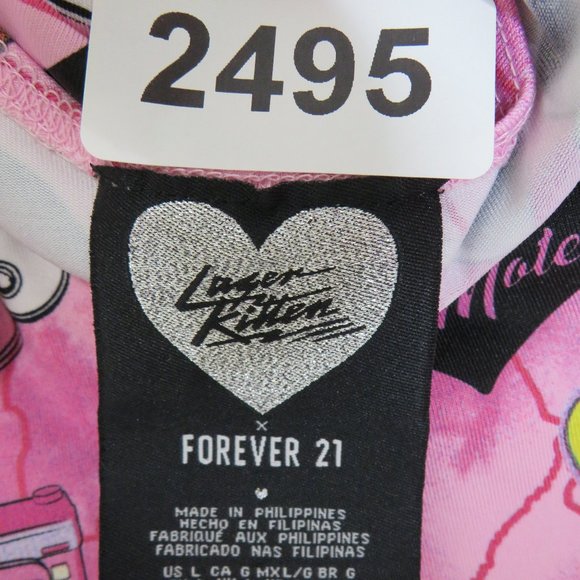 2495
Laser
Kitten
x
FOREVER 21
MADE IN PHILIPPINES
HECHO EN FILIPINAS
FABRIQUÉ AUX PHILIPPINES
FABRICADO NAS FILIPINAS
US L CA G MXL/G BR G
Mote